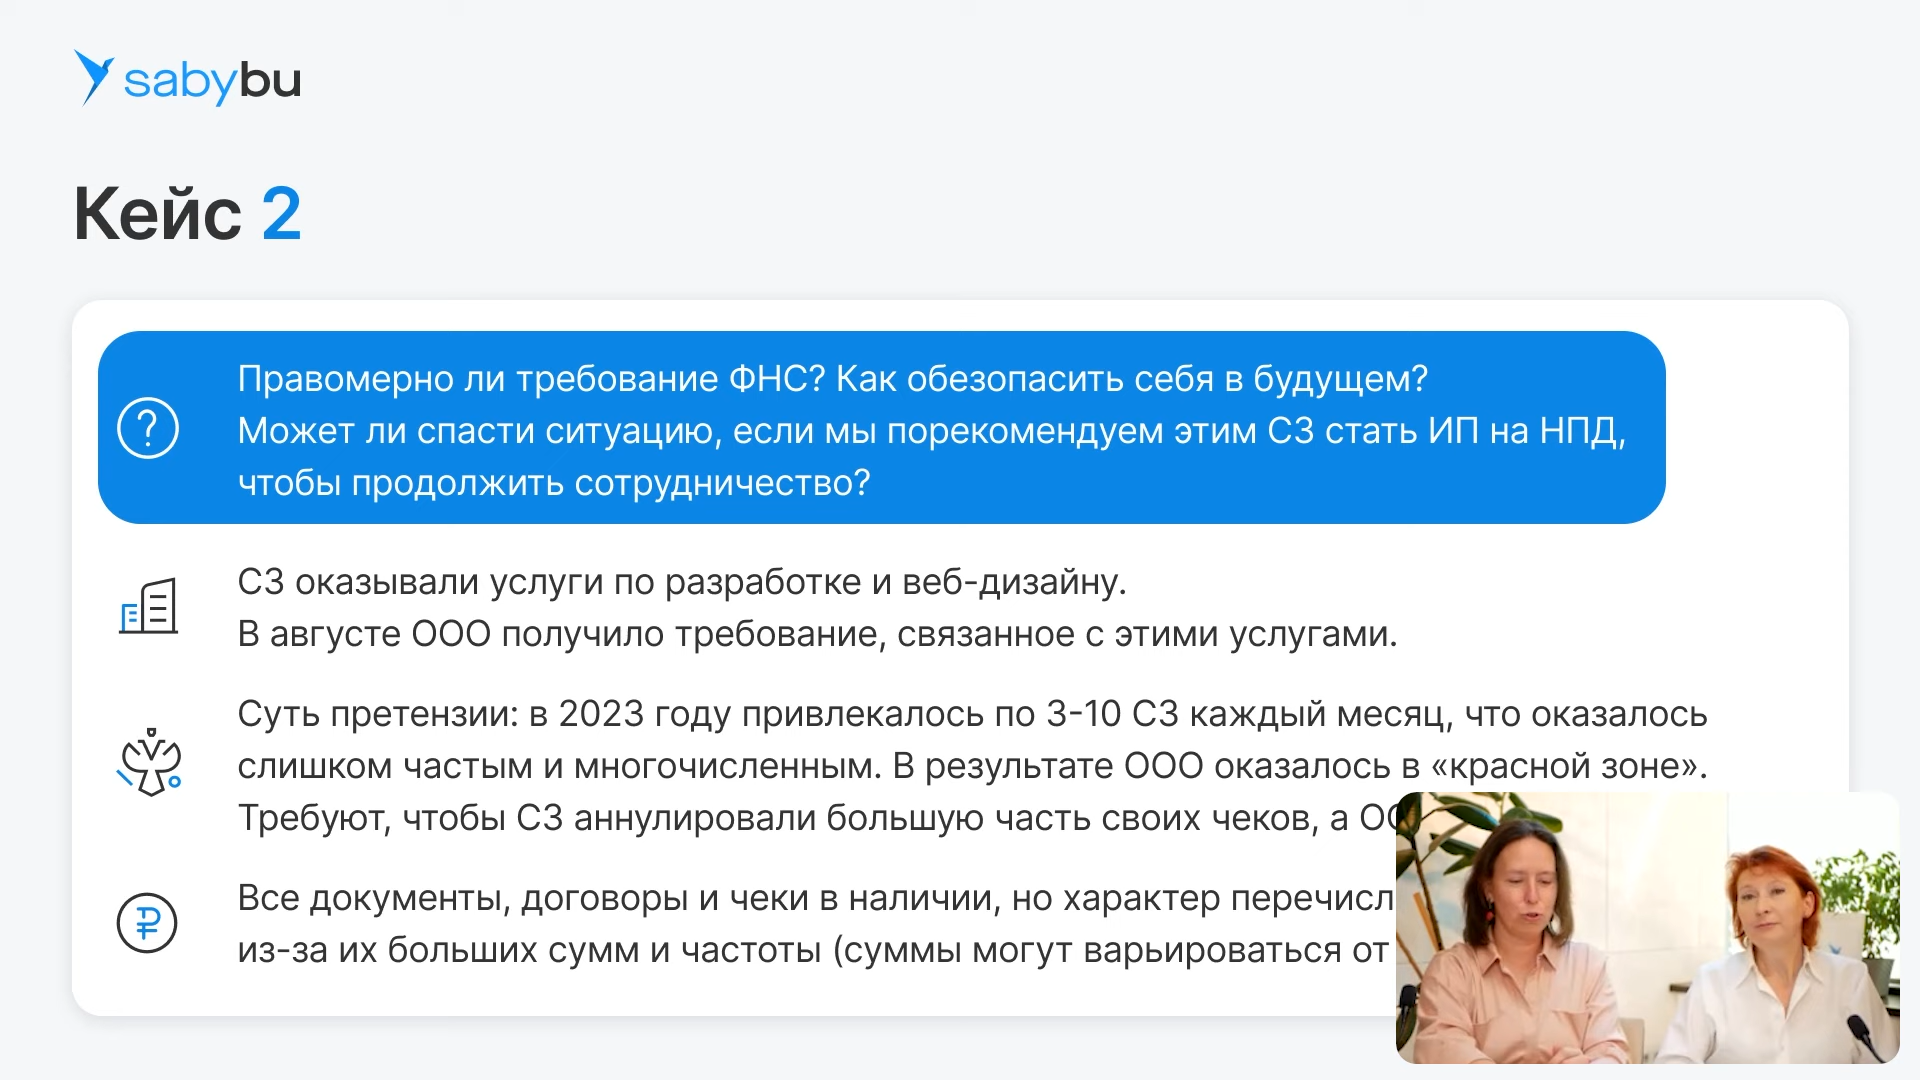 sabybu
Кейс 2
Правомерно ли требование ФНС? Как обезопасить себя в будущем?
Может ли спасти ситуацию, если мы порекомендуем этим СЗ стать ИП на НПД,
чтобы продолжить сотрудничество?
СЗ оказывали услуги по разработке и веб-дизайну.
В августе ООО получило требование, связанное с этими услугами.
Суть претензии: в 2023 году привлекалось по 3-10 СЗ каждый месяц, что оказалось
слишком частым и многочисленным. В результате ООО оказалось в «красной зоне».
Требуют, чтобы СЗ аннулировали большую часть своих чеков, а
Все документы, договоры и чеки в наличии, но характер
из-за их больших сумм и частоты (суммы могут варьироваться от